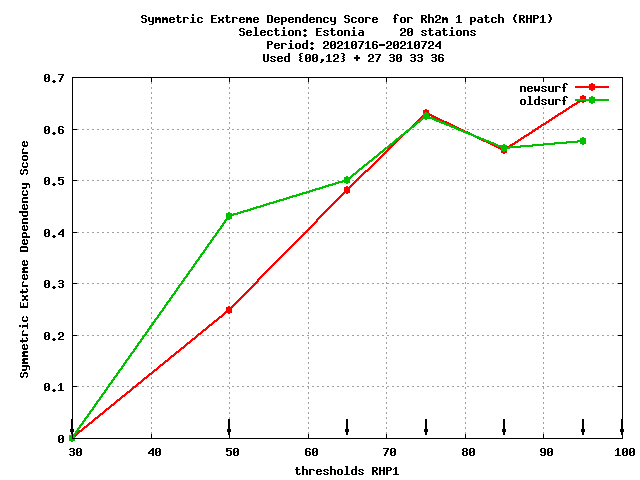 Symmetric Extreme Dependency Score  for Rh2m 1 patch (RHP1)
Selection: Estonia     20 stations
Period: 20210716-20210724
Used {00,12} + 27 30 33 36
newsurf
oldsurf
Symmetric Extreme Dependency Score
0.7
0.6
0.5
0.4
0.3
0.2
0.1
0
30 40 50 60 70 80 90 100
thresholds RHP1